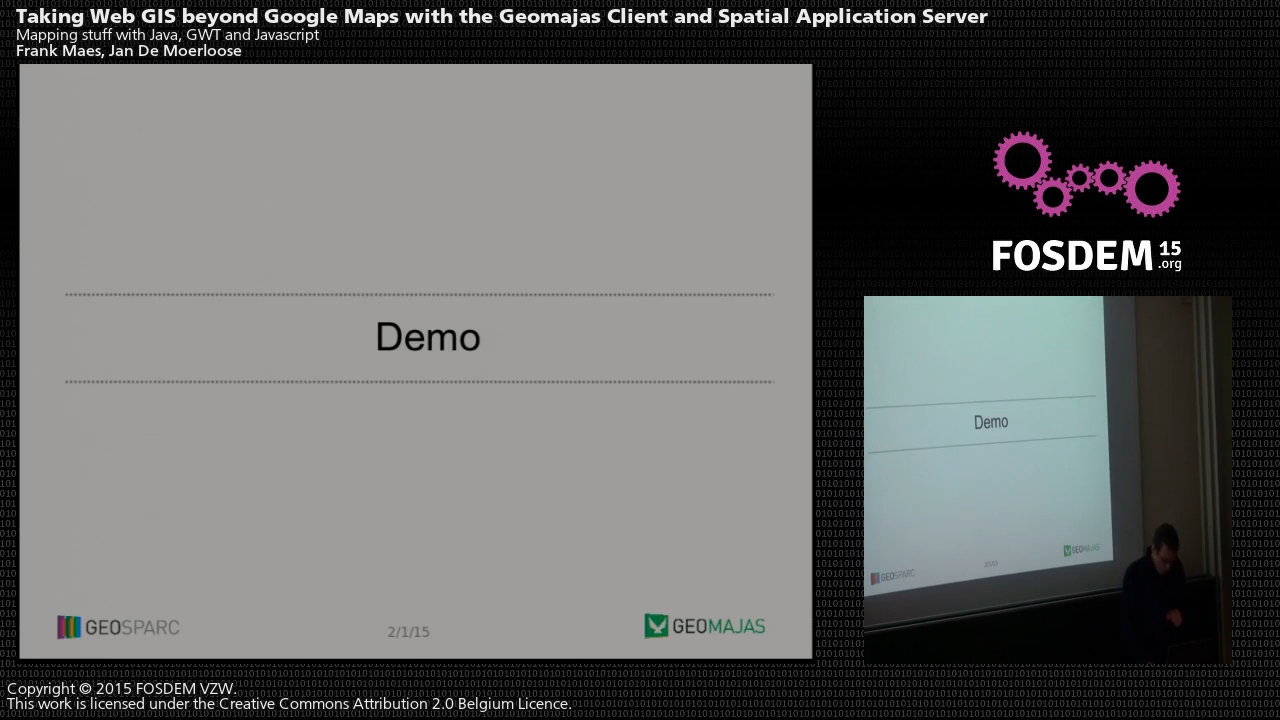 Taking Web GIS beyond Google Maps with the Geomajas Client and Spatial Application Server
Mapping stuff with Java, GWT and Javascript
Frank Maes, Jan De Moerloose
Demo
GEOSPARC
2/1/15
GEOMAJAS
FOSDEM 15
.org
Demo
GEOSPARC
GEOMAJAS
Copyright © 2015 FOSDEM VZW.
This work is licensed under the Creative Commons Attribution 2.0 Belgium Licence.